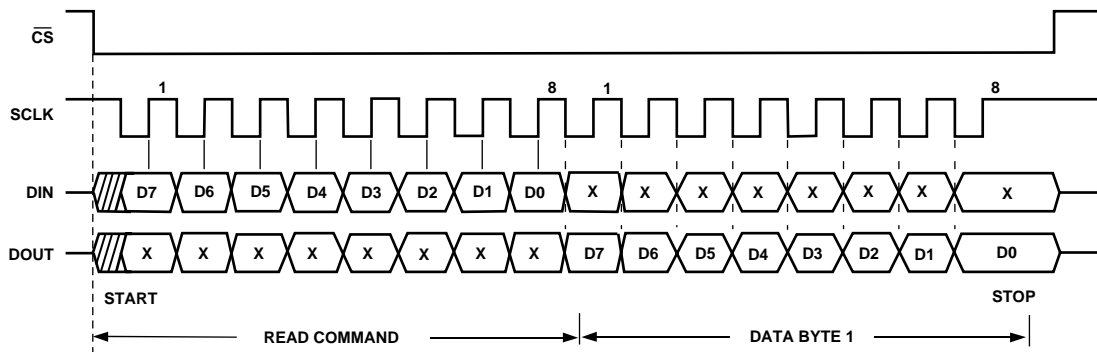 CS
1 8 1 8
SCLK
DIN D7 D6 D5 D4 D3 D2 D1 D0 X X X X X X X X
DOUT X X X X X X X X D7 D6 D5 D4 D3 D2 D1 D0
START STOP
READ COMMAND DATA BYTE 1